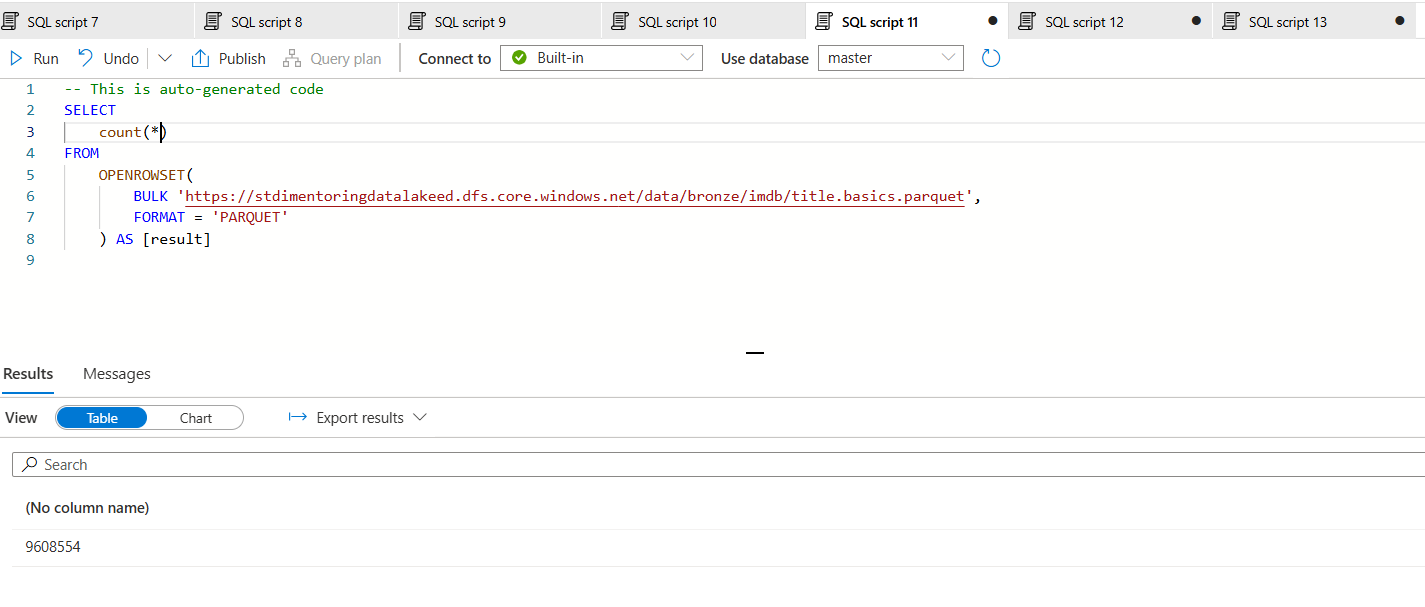 SQL script 7 SQL script 8 SQL script 9 SQL script 10 SQL script 11 SQL script 12 SQL script 13
Run Undo Publish Query plan Connect to Built-in Use database master
1 -- This is auto-generated code
2 SELECT
3 count(*)
4 FROM
5 OPENROWSET(
6 BULK 'https://stdimentoringdatalakeed.dfs.core.windows.net/data/bronze/imdb/title.basics.parquet',
7 FORMAT = 'PARQUET'
8 ) AS [result]
9
Results Messages
View Table Chart Export results
Search
(No column name)
9608554